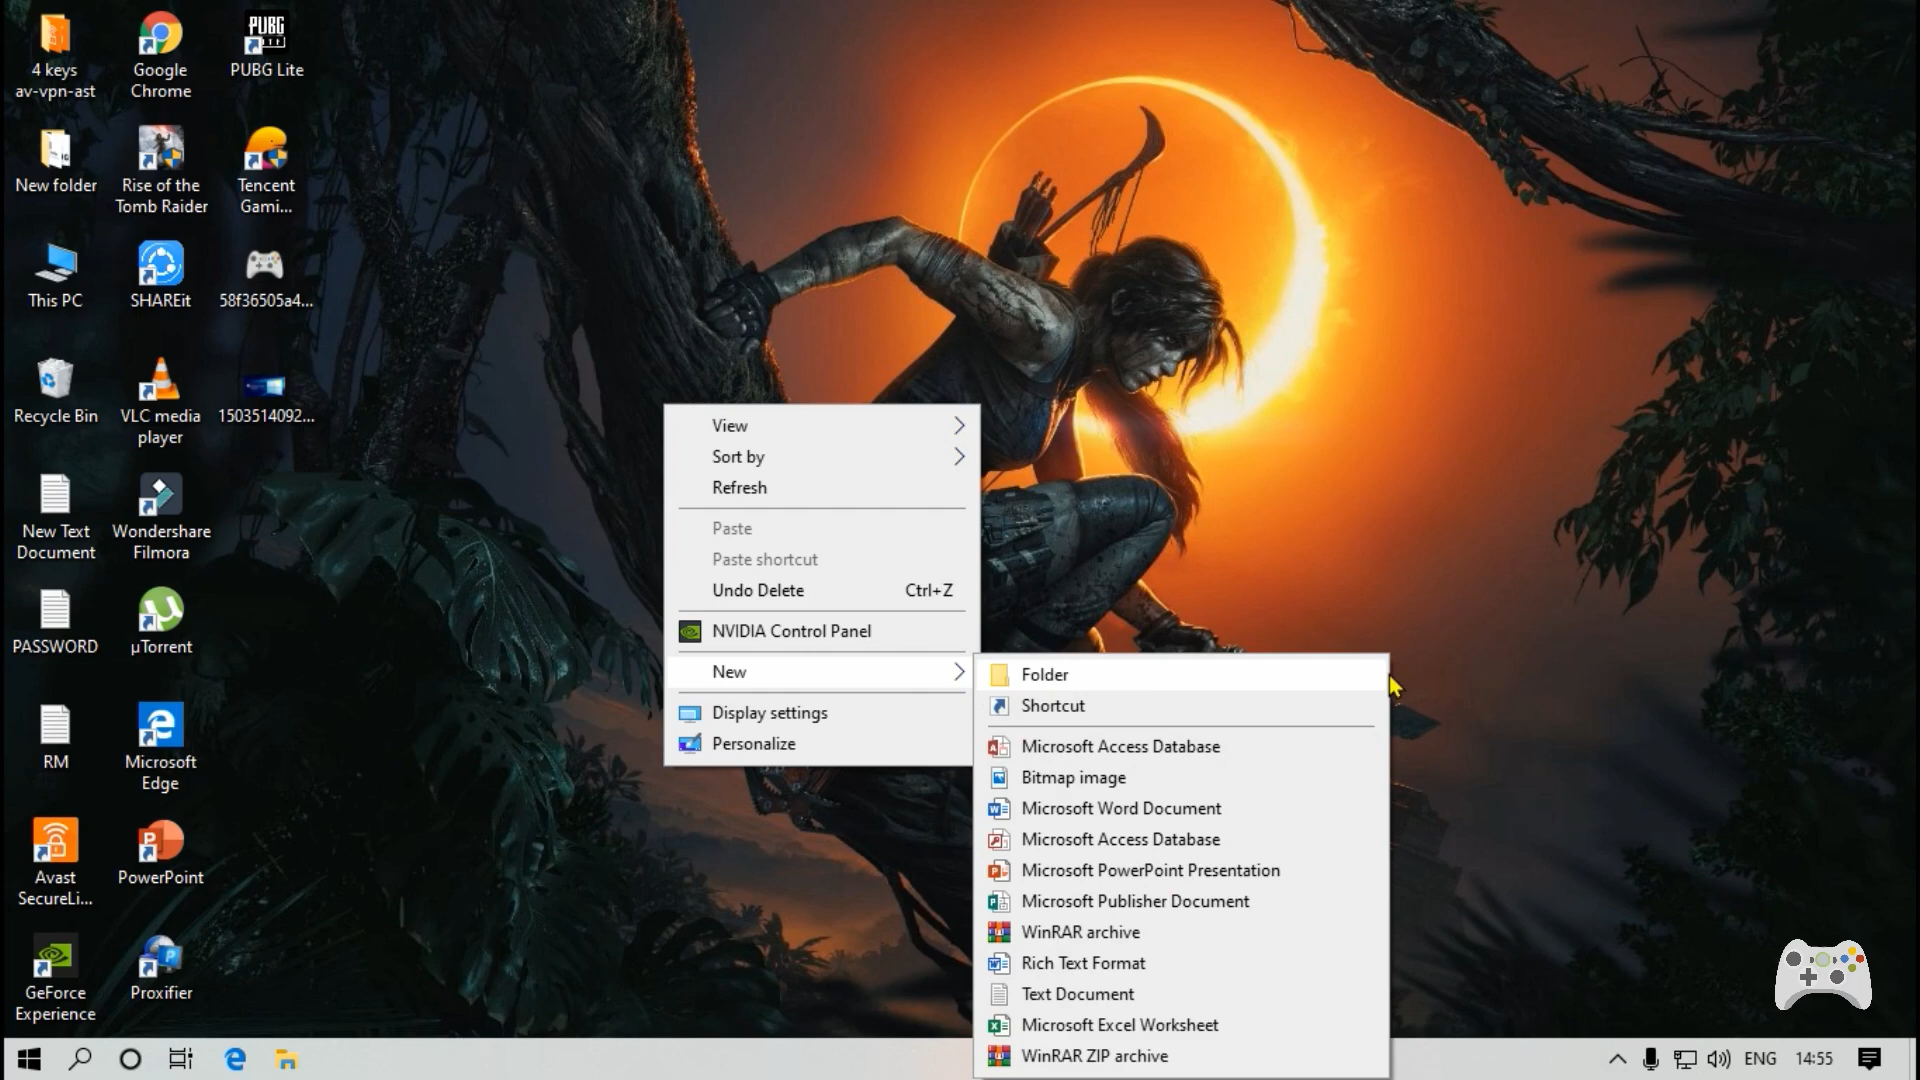 4 keys
av-vpn-ast
Google
Chrome
PUBG
LITE
PUBG Lite
New folder
Rise of the
Tomb Raider
Tencent
Gami...
This PC
SHAREit
58f36505a4...
Recycle Bin
VLC media
player
1503514092...
New Text
Document
Wondershare
Filmora
PASSWORD
µTorrent
RM
Microsoft
Edge
Avast
SecureLi...
PowerPoint
GeForce
Experience
Proxifier
View
Sort by
Refresh
Paste
Paste shortcut
Undo Delete Ctrl+Z
NVIDIA Control Panel
New
Display settings
Personalize
Folder
Shortcut
Microsoft Access Database
Bitmap image
Microsoft Word Document
Microsoft Access Database
Microsoft PowerPoint Presentation
Microsoft Publisher Document
WinRAR archive
Rich Text Format
Text Document
Microsoft Excel Worksheet
WinRAR ZIP archive
ENG 14:55